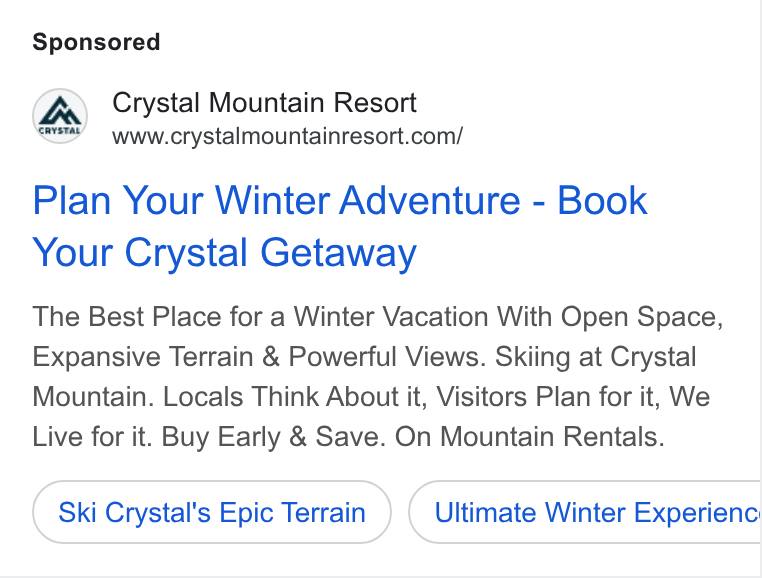 Sponsored
CRYSTAL
Crystal Mountain Resort
www.crystalmountainresort.com/
Plan Your Winter Adventure - Book
Your Crystal Getaway
The Best Place for a Winter Vacation With Open Space,
Expansive Terrain & Powerful Views. Skiing at Crystal
Mountain. Locals Think About it, Visitors Plan for it, We
Live for it. Buy Early & Save. On Mountain Rentals.
Ski Crystal's Epic Terrain
Ultimate Winter Experienc